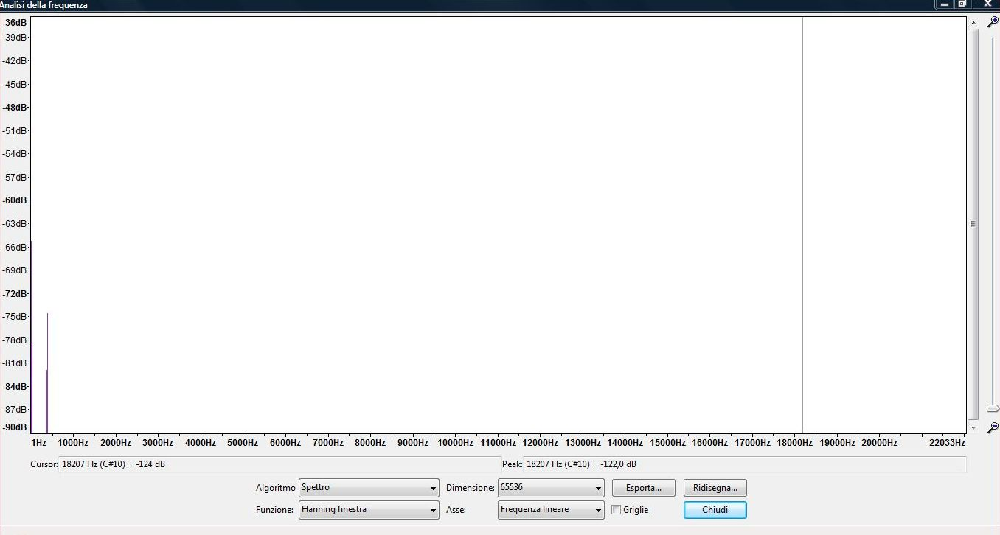 Analisi della frequenza
-36dB
-39dB
-42dB
-45dB
-48dB
-51dB
-54dB
-57dB
-60dB
-63dB
-66dB
-69dB
-72dB
-75dB
-78dB
-81dB
-84dB
-87dB
-90dB
1Hz 1000Hz 2000Hz 3000Hz 4000Hz 5000Hz 6000Hz 7000Hz 8000Hz 9000Hz 10000Hz 11000Hz 12000Hz 13000Hz 14000Hz 15000Hz 16000Hz 17000Hz 18000Hz 19000Hz 20000Hz 22033Hz
Cursor: 18207 Hz (C#10) = -124 dB Peak: 18207 Hz (C#10) = -122,0 dB
Algoritmo Spettro Dimensione: 65536 Esporta... Ridisegna...
Funzione: Hanning finestra Asse: Frequenza lineare Griglie Chiudi